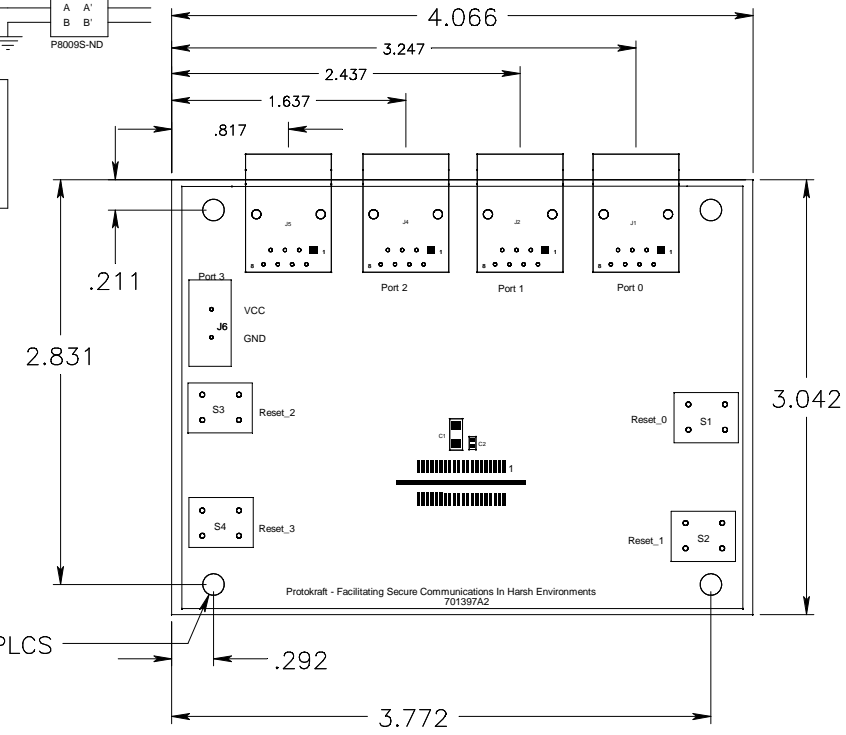 A A'
B B'
P8009S-ND
4.066
3.247
2.437
1.637
.817
J5
J4
J2
J1
1
1
1
1
8
8
8
8
.211
Port 3
Port 2
Port 1
Port 0
VCC
J6
GND
2.831
3.042
S3
Reset_2
Reset_0
S1
C1
C2
1
S4
Reset_3
Reset_1
S2
Protokraft - Facilitating Secure Communications In Harsh Environments
701397A2
PLCS
.292
3.772